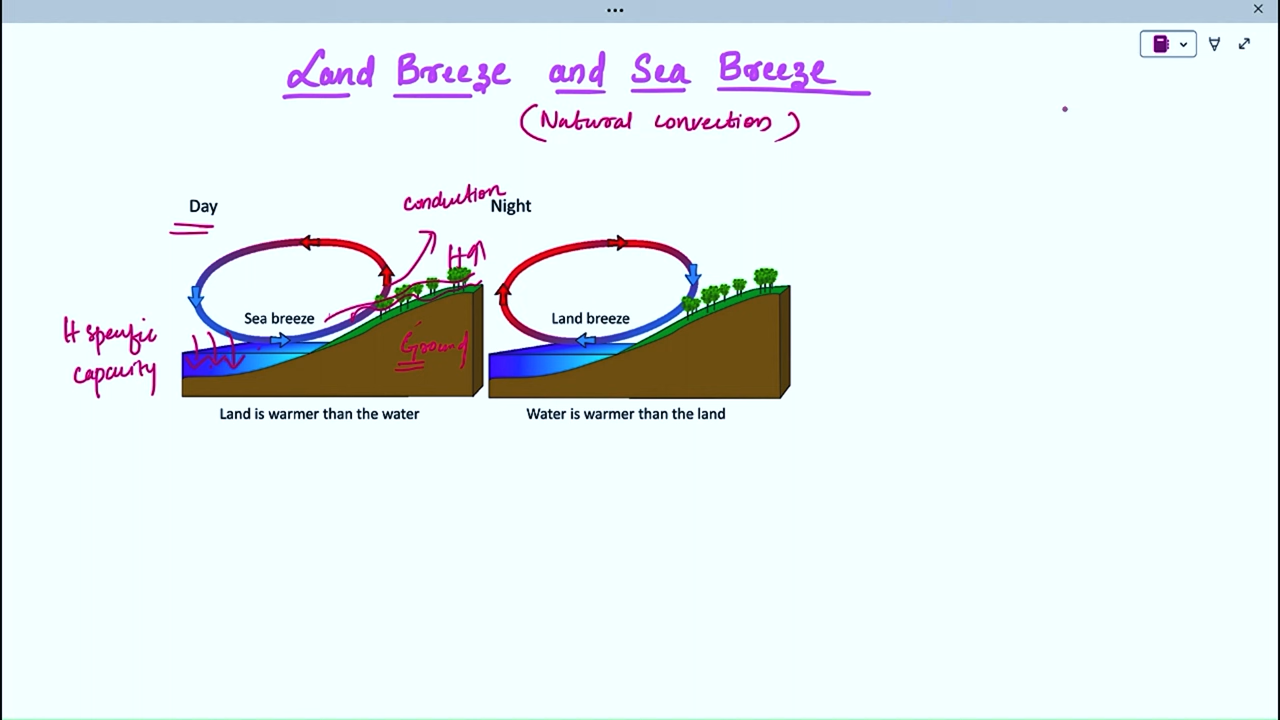 Land Breeze and Sea Breeze
(Natural convection)
Day
conduction
Night
Hot
Sea breeze
Land breeze
H specific
capacity
Ground
Land is warmer than the water
Water is warmer than the land